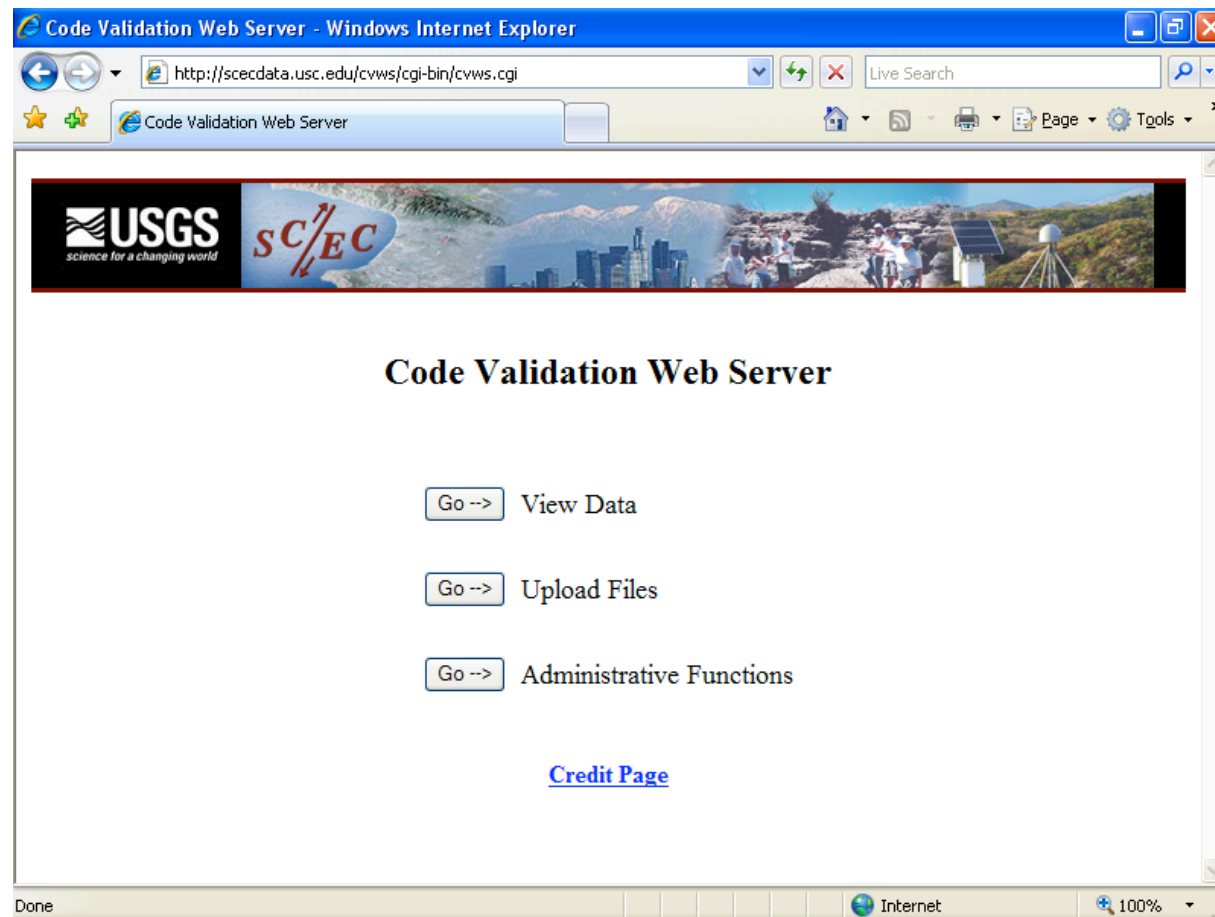 Code Validation Web Server - Windows Internet Explorer
http://scecdata.usc.edu/cvws/cgi-bin/cvws.cgi
Live Search
Code Validation Web Server
Page
Tools
USGS
science for a changing world
SC/EC
Code Validation Web Server
Go --> View Data
Go --> Upload Files
Go --> Administrative Functions
Credit Page
Done
Internet
100%